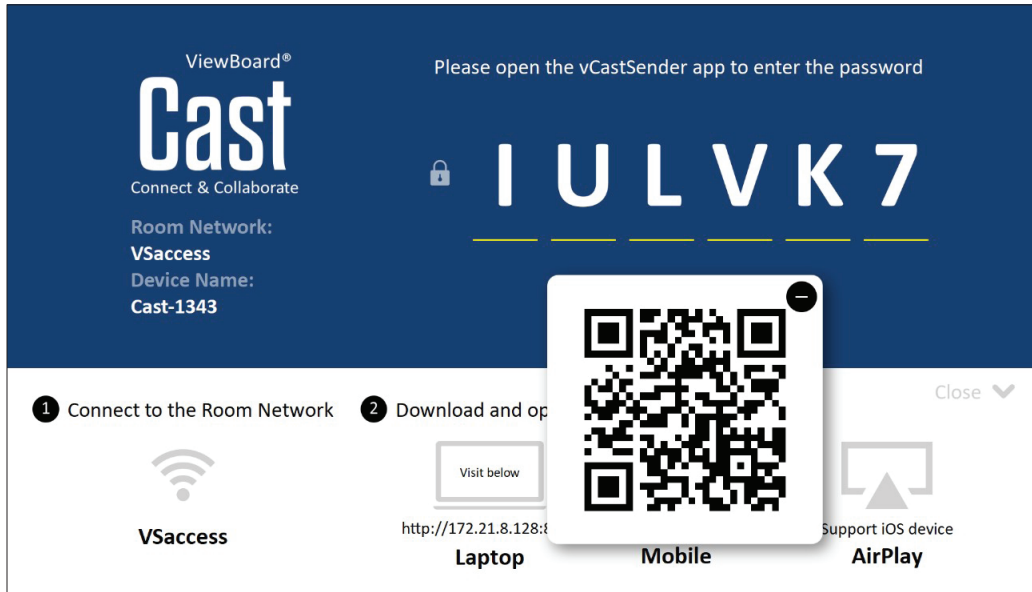 ViewBoard®
Cast
Connect & Collaborate
Room Network:
VSaccess
Device Name:
Cast-1343
Please open the vCastSender app to enter the password
I U L V K 7
Close
1 Connect to the Room Network
2 Download and op
VSaccess
Visit below
http://172.21.8.128:8
Laptop
Mobile
Support iOS device
AirPlay